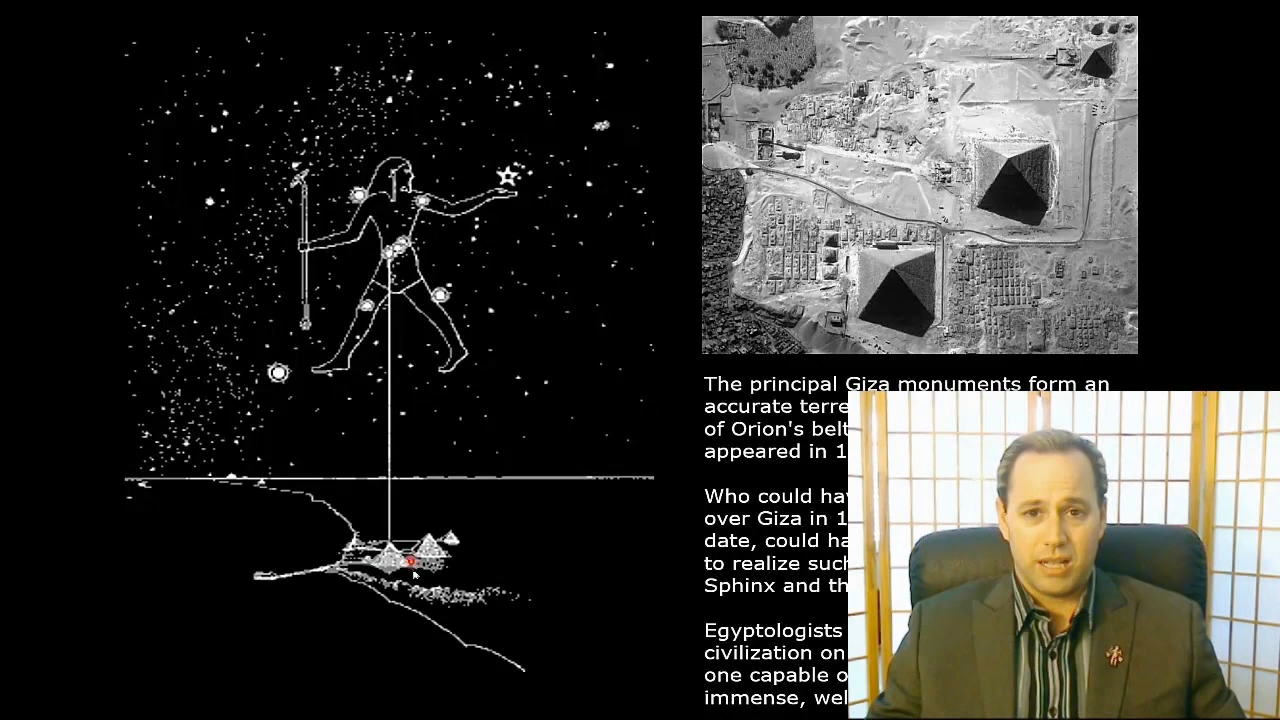 The principal Giza monuments form an
accurate terre
of Orion's belt
appeared in 1
Who could hav
over Giza in 1
date, could ha
to realize such
Sphinx and th
Egyptologists
civilization on
one capable o
immense, wel